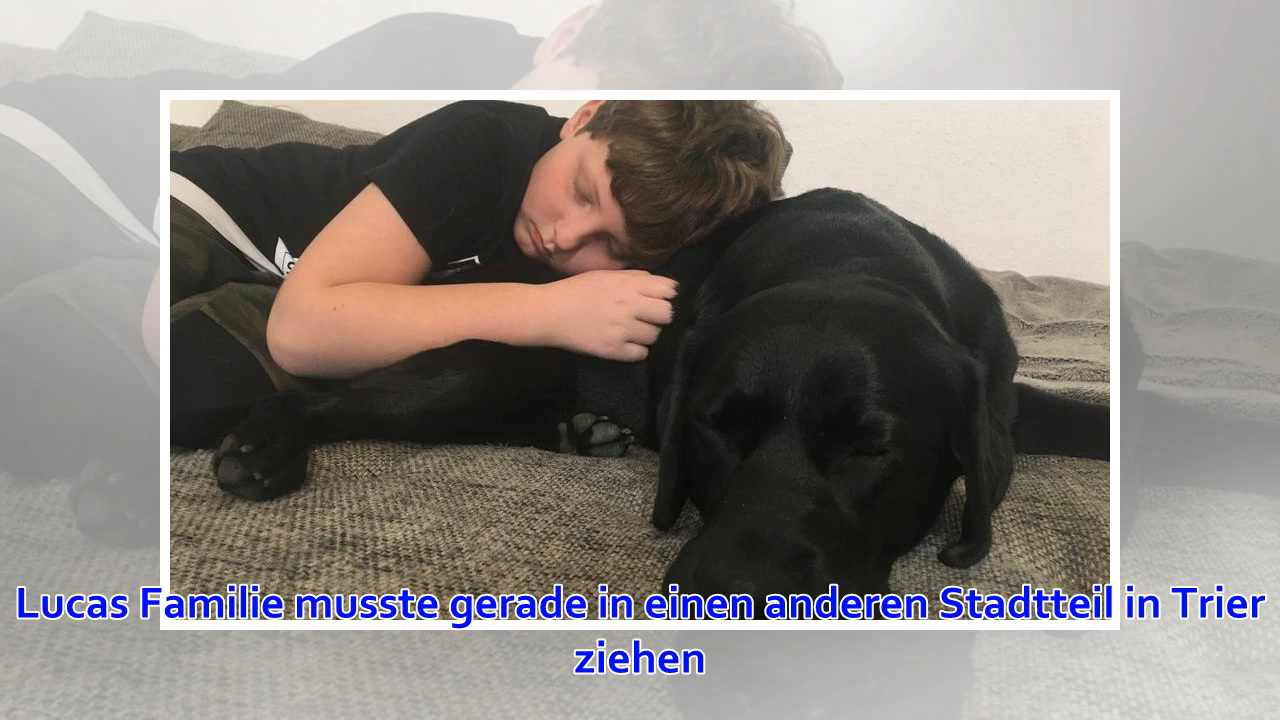 Lucas Familie musste gerade in einen anderen Stadtteil in Trier
ziehen